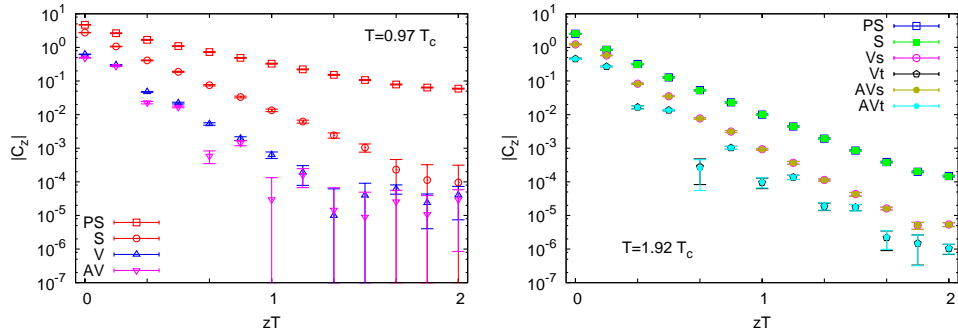 10^1
10^0
10^-1
10^-2
10^-3
10^-4
10^-5
10^-6
10^-7
|C_z|
T=0.97 T_c
PS
S
V
AV
0
1
2
zT
10^1
10^0
10^-1
10^-2
10^-3
10^-4
10^-5
10^-6
10^-7
|C_z|
PS
S
Vs
Vt
AVs
AVt
T=1.92 T_c
0
1
2
zT